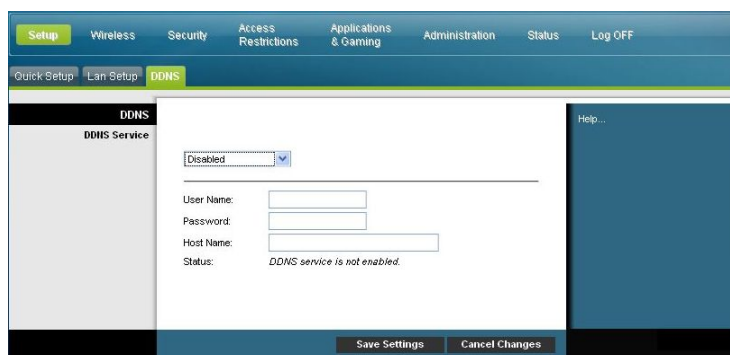 Setup Wireless Security Access Restrictions Applications & Gaming Administration Status Log OFF
Quick Setup Lan Setup DDNS
DDNS
Help...
DDNS Service
Disabled
User Name:
Password:
Host Name:
Status: DDNS service is not enabled.
Save Settings Cancel Changes